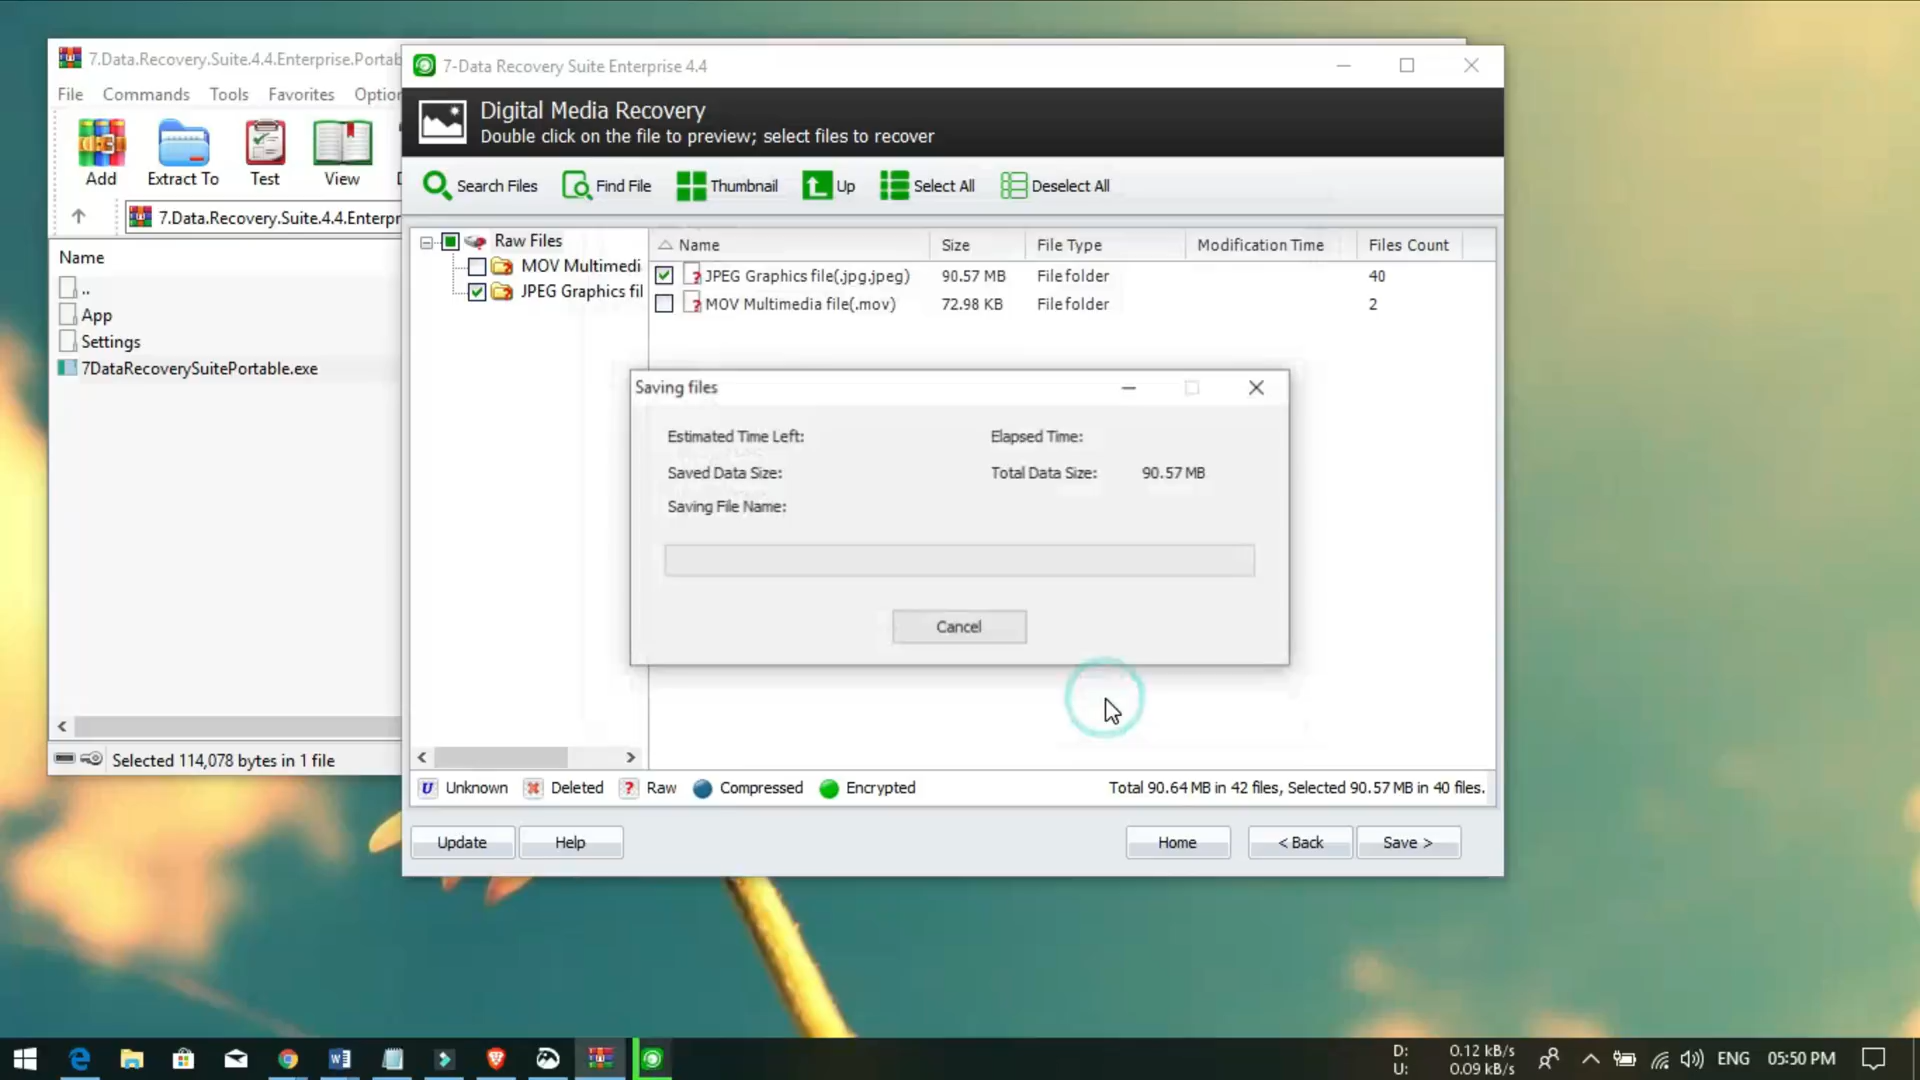 7.Data.Recovery.Suite.4.4.Enterprise.Portab
File Commands Tools Favorites Option
Add Extract To Test View
7.Data.Recovery.Suite.4.4.Enterpr
Name
..
App
Settings
7DataRecoverySuitePortable.exe
Selected 114,078 bytes in 1 file
7-Data Recovery Suite Enterprise 4.4
Digital Media Recovery
Double click on the file to preview; select files to recover
Search Files Find File Thumbnail Up Select All Deselect All
Raw Files
MOV Multimedi
JPEG Graphics fil
Name Size File Type Modification Time Files Count
JPEG Graphics file(.jpg,jpeg) 90.57 MB File folder 40
MOV Multimedia file(.mov) 72.98 KB File folder 2
Saving files
Estimated Time Left: Elapsed Time:
Saved Data Size: Total Data Size: 90.57 MB
Saving File Name:
Cancel
U Unknown Deleted ? Raw Compressed Encrypted Total 90.64 MB in 42 files, Selected 90.57 MB in 40 files.
Update Help Home < Back Save >
D: 0.12 kB/s
U: 0.09 kB/s
ENG 05:50 PM